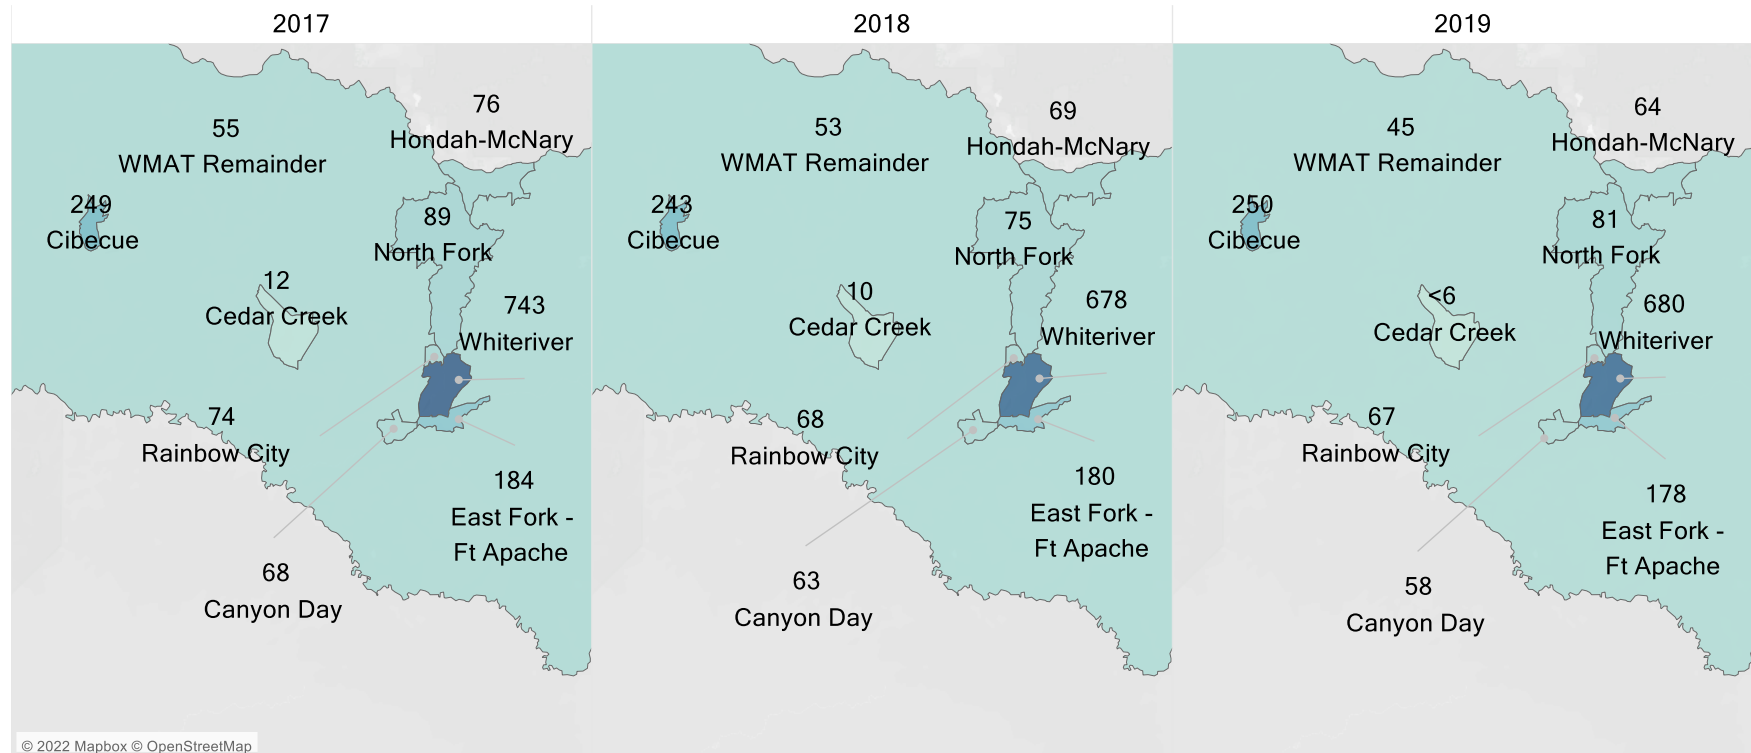 2017
76
Hondah-McNary
55
WMAT Remainder
249
Cibecue
89
North Fork
12
Cedar Creek
743
Whiteriver
74
Rainbow City
184
East Fork -
Ft Apache
68
Canyon Day
© 2022 Mapbox © OpenStreetMap
2018
69
Hondah-McNary
53
WMAT Remainder
243
Cibecue
75
North Fork
10
Cedar Creek
678
Whiteriver
68
Rainbow City
180
East Fork -
Ft Apache
63
Canyon Day
2019
64
Hondah-McNary
45
WMAT Remainder
250
Cibecue
81
North Fork
<6
Cedar Creek
680
Whiteriver
67
Rainbow City
178
East Fork -
Ft Apache
58
Canyon Day